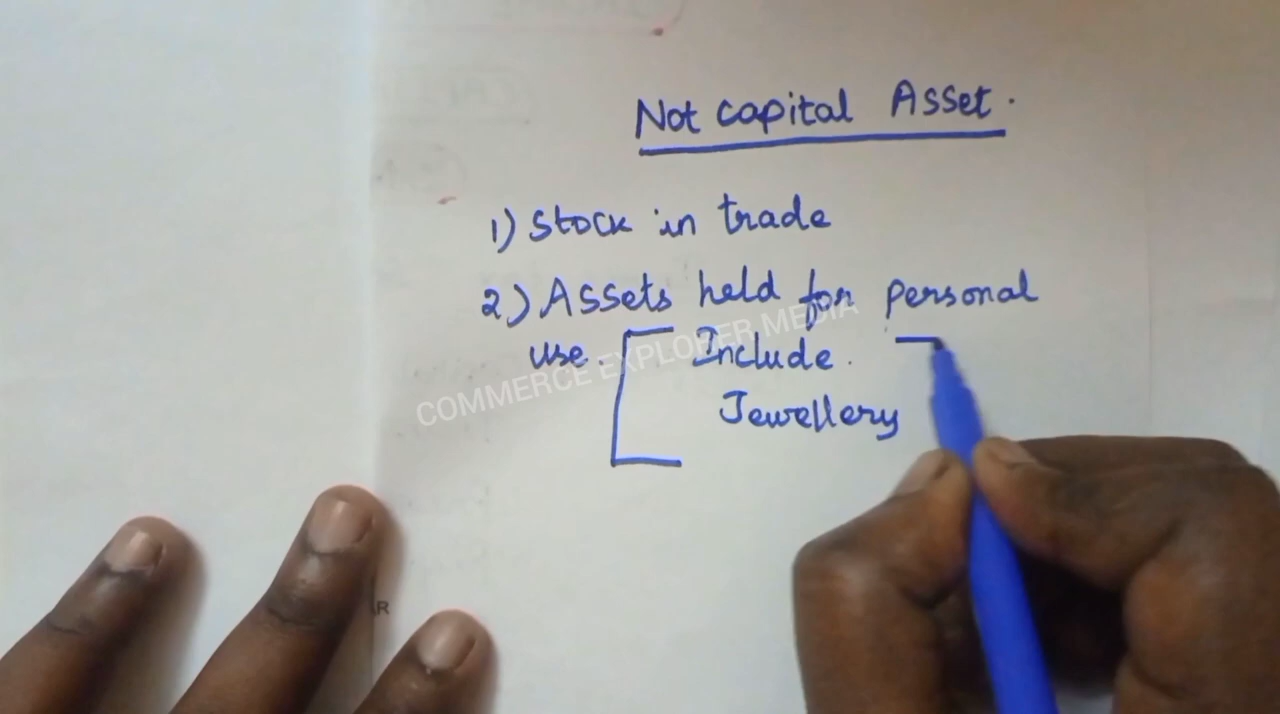 Not capital Asset.
1) Stock in trade
2) Assets held for personal
use. [ Include.
Jewellery
COMMERCE EXPLORER MEDIA
R